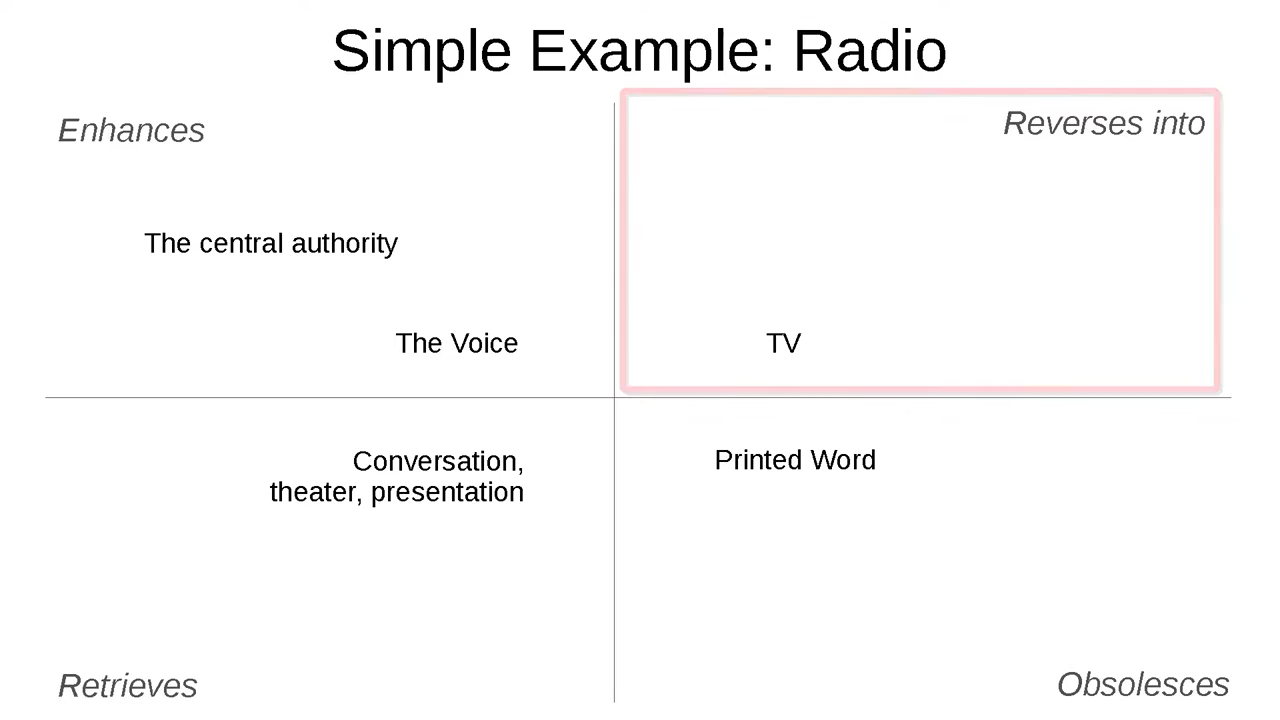 Simple Example: Radio
Enhances
Reverses into
The central authority
The Voice
TV
Conversation,
theater, presentation
Printed Word
Retrieves
Obsolesces